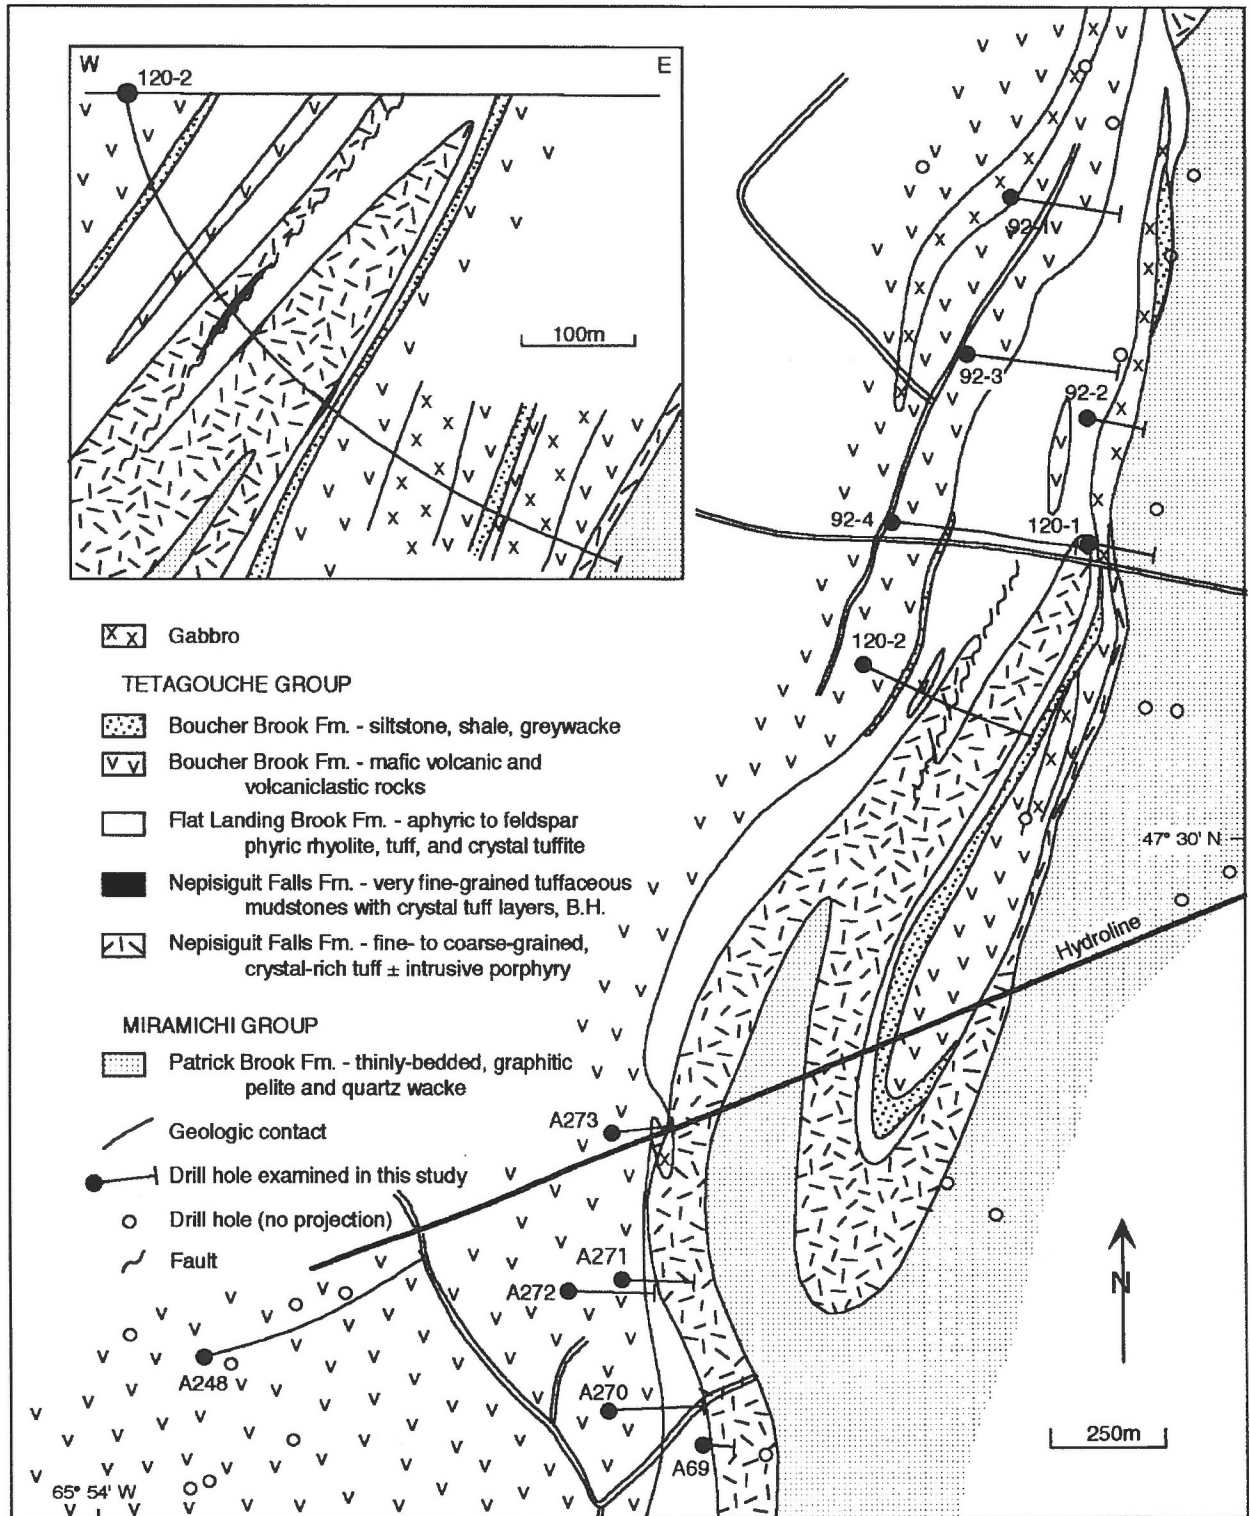 W
E
120-2
100m
Gabbro
TETAGOUCHE GROUP
Boucher Brook Fm. - siltstone, shale, greywacke
Boucher Brook Fm. - mafic volcanic and
volcaniclastic rocks
Flat Landing Brook Fm. - aphyric to feldspar
phyric rhyolite, tuff, and crystal tuffite
Nepisiguit Falls Fm. - very fine-grained tuffaceous
mudstones with crystal tuff layers, B.H.
Nepisiguit Falls Fm. - fine- to coarse-grained,
crystal-rich tuff ± intrusive porphyry
MIRAMICHI GROUP
Patrick Brook Fm. - thinly-bedded, graphitic
pelite and quartz wacke
Geologic contact
Drill hole examined in this study
Drill hole (no projection)
Fault
92-1
92-3
92-2
92-4
120-1
120-2
47° 30' N
Hydroline
A273
A271
A272
A248
A270
A69
N
250m
65° 54' W